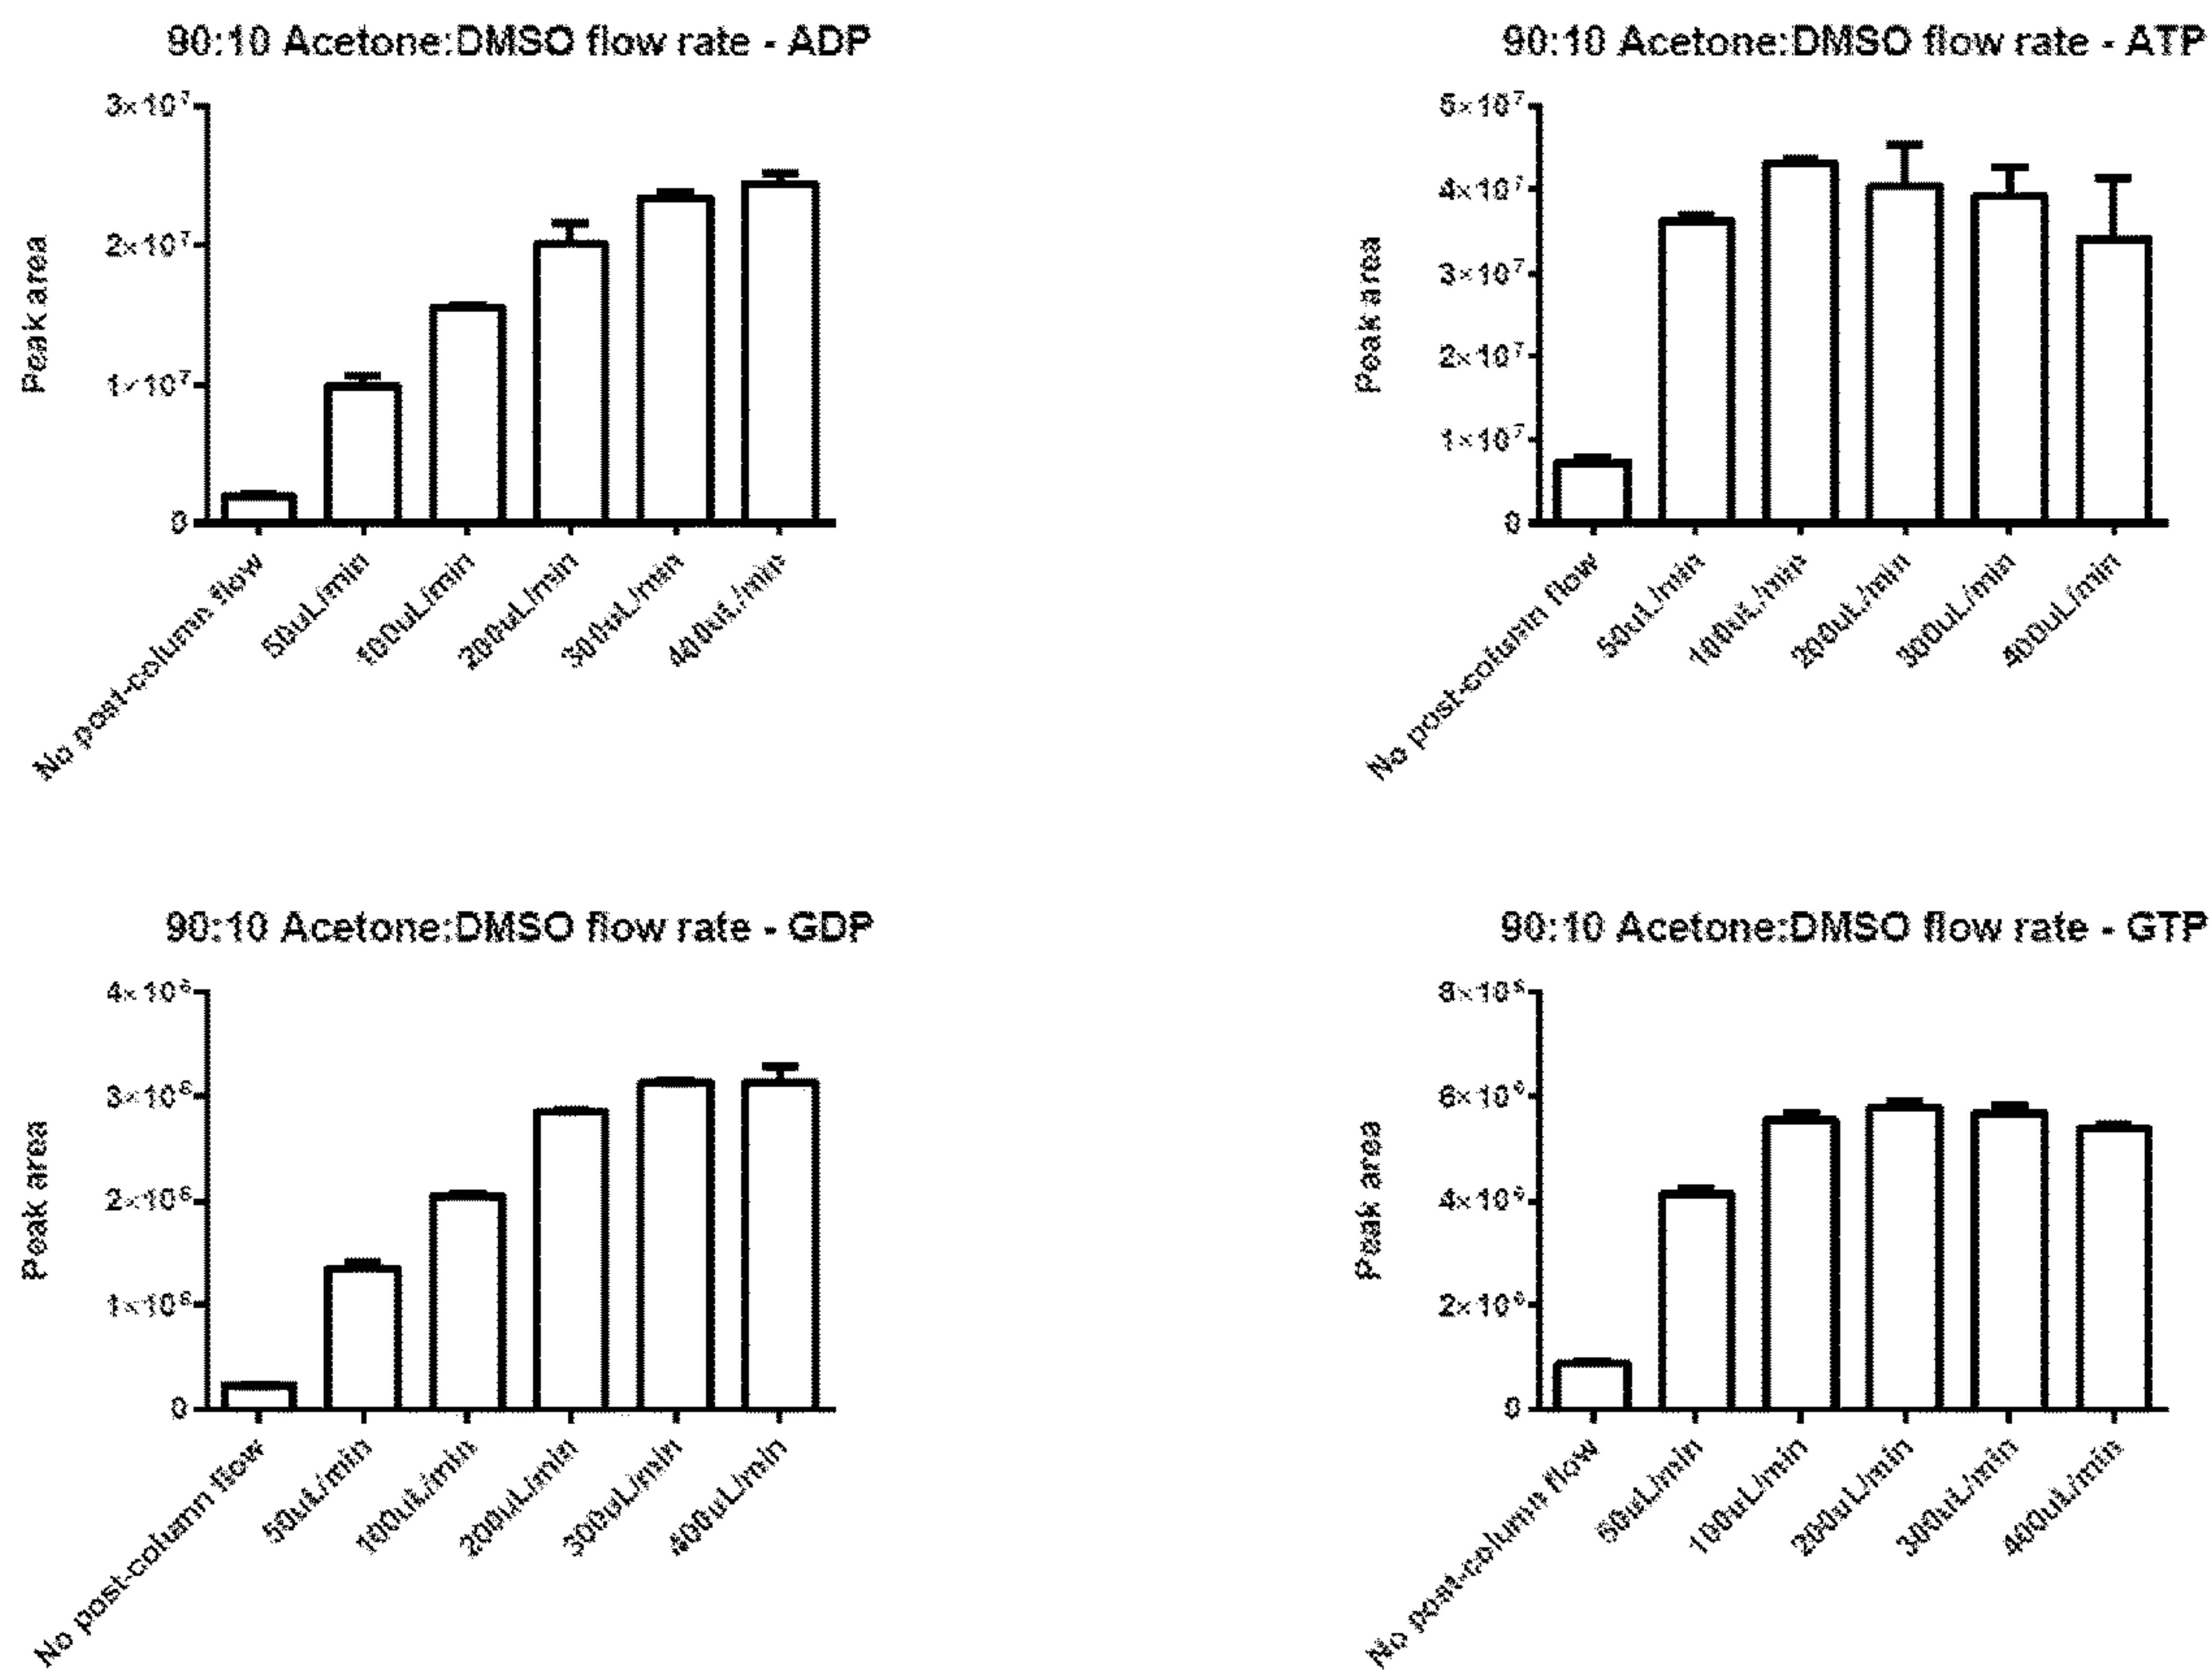 90:10 Acetone:DMSO flow rate - ADP
3×10⁷
2×10⁷
1×10⁷
0
Peak area
No post-column flow
50uL/min
100uL/min
200uL/min
300uL/min
400uL/min
90:10 Acetone:DMSO flow rate - ATP
5×10⁷
4×10⁷
3×10⁷
2×10⁷
1×10⁷
0
Peak area
No post-column flow
50uL/min
100uL/min
200uL/min
300uL/min
400uL/min
90:10 Acetone:DMSO flow rate - GDP
4×10⁶
3×10⁶
2×10⁶
1×10⁶
0
Peak area
No post-column flow
50uL/min
100uL/min
200uL/min
300uL/min
400uL/min
90:10 Acetone:DMSO flow rate - GTP
8×10⁶
6×10⁶
4×10⁶
2×10⁶
0
Peak area
No post-column flow
50uL/min
100uL/min
200uL/min
300uL/min
400uL/min